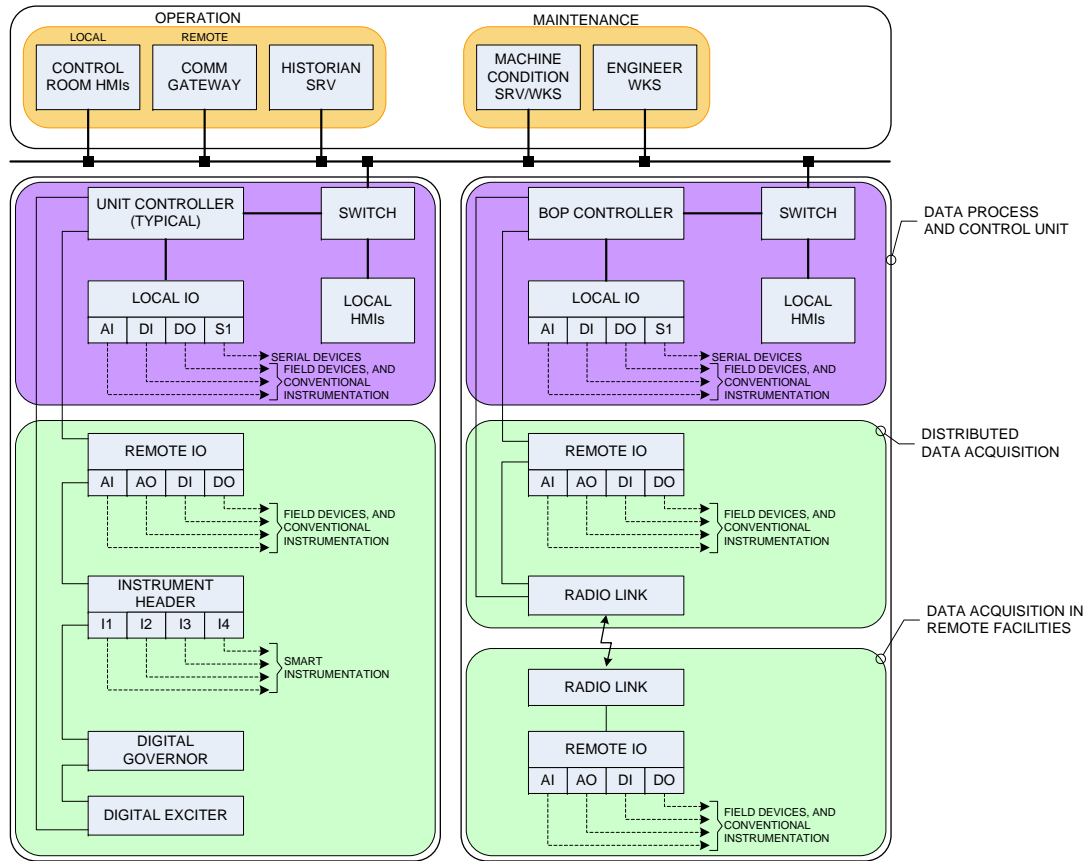 OPERATION
MAINTENANCE
LOCAL
REMOTE
CONTROL
ROOM HMIs
COMM
GATEWAY
HISTORIAN
SRV
MACHINE
CONDITION
SRV/WKS
ENGINEER
WKS
UNIT CONTROLLER
(TYPICAL)
SWITCH
LOCAL IO
AI DI DO S1
LOCAL
HMIs
SERIAL DEVICES
FIELD DEVICES, AND
CONVENTIONAL
INSTRUMENTATION
REMOTE IO
AI AO DI DO
FIELD DEVICES, AND
CONVENTIONAL
INSTRUMENTATION
INSTRUMENT
HEADER
I1 I2 I3 I4
SMART
INSTRUMENTATION
DIGITAL
GOVERNOR
DIGITAL EXCITER
BOP CONTROLLER
SWITCH
LOCAL IO
AI DI DO S1
LOCAL
HMIs
SERIAL DEVICES
FIELD DEVICES, AND
CONVENTIONAL
INSTRUMENTATION
REMOTE IO
AI AO DI DO
FIELD DEVICES, AND
CONVENTIONAL
INSTRUMENTATION
RADIO LINK
RADIO LINK
REMOTE IO
AI AO DI DO
FIELD DEVICES, AND
CONVENTIONAL
INSTRUMENTATION
DATA PROCESS
AND CONTROL UNIT
DISTRIBUTED
DATA ACQUISITION
DATA ACQUISITION IN
REMOTE FACILITIES